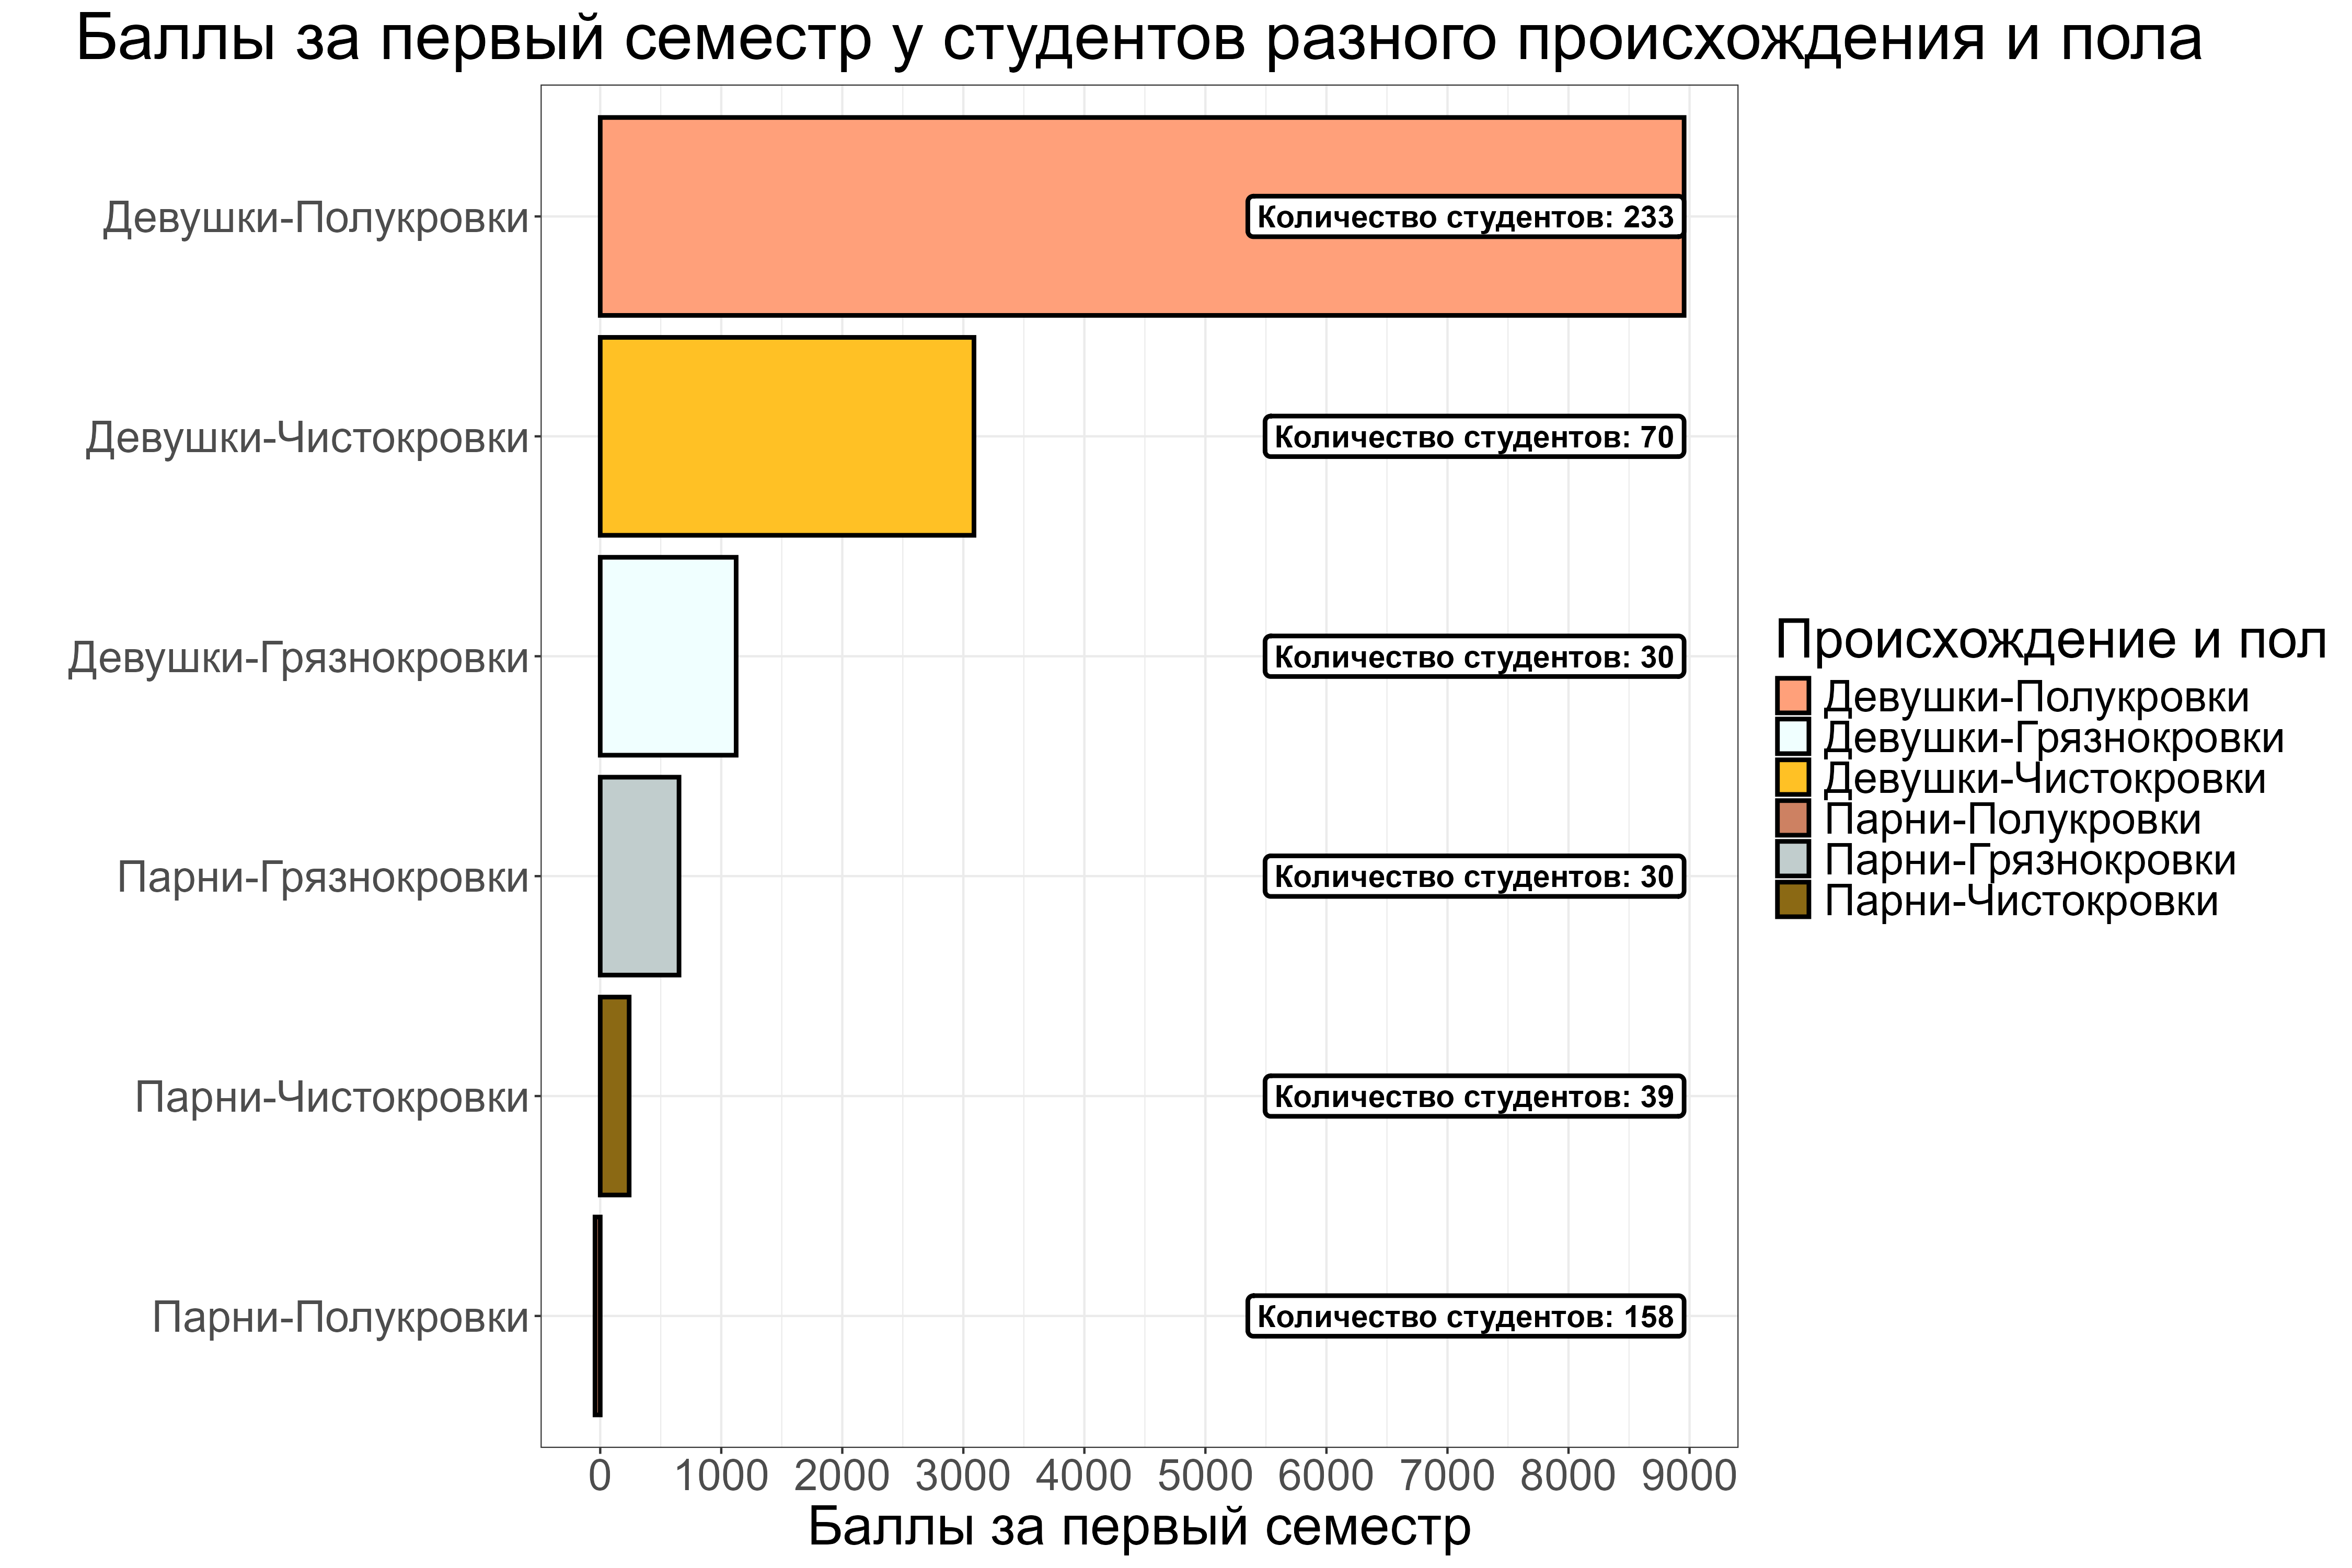 Баллы за первый семестр у студентов разного происхождения и пола
Девушки-Полукровки
Количество студентов: 233
Девушки-Чистокровки
Количество студентов: 70
Девушки-Грязнокровки
Количество студентов: 30
Парни-Грязнокровки
Количество студентов: 30
Парни-Чистокровки
Количество студентов: 39
Парни-Полукровки
Количество студентов: 158
0 1000 2000 3000 4000 5000 6000 7000 8000 9000
Баллы за первый семестр
Происхождение и пол
Девушки-Полукровки
Девушки-Грязнокровки
Девушки-Чистокровки
Парни-Полукровки
Парни-Грязнокровки
Парни-Чистокровки